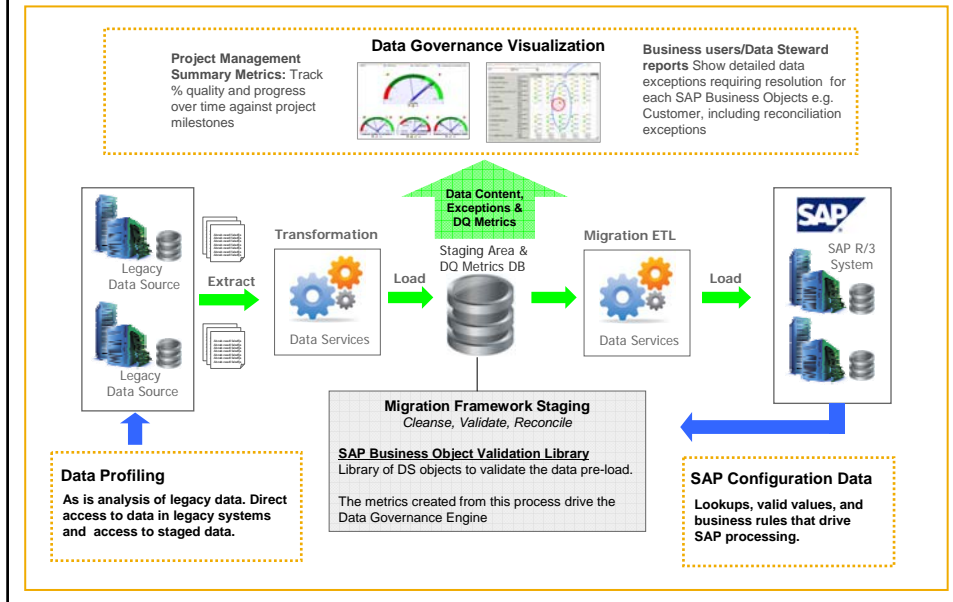 Data Governance Visualization
Project Management
Summary Metrics: Track
% quality and progress
over time against project
milestones
Business users/Data Steward
reports Show detailed data
exceptions requiring resolution for
each SAP Business Objects e.g.
Customer, including reconciliation
exceptions
Data Content,
Exceptions &
DQ Metrics
Legacy
Data Source
Legacy
Data Source
Extract
Transformation
Data Services
Load
Staging Area &
DQ Metrics DB
Migration ETL
Data Services
Load
SAP
SAP R/3
System
Migration Framework Staging
Cleanse, Validate, Reconcile
SAP Business Object Validation Library
Library of DS objects to validate the data pre-load.
The metrics created from this process drive the
Data Governance Engine
Data Profiling
As is analysis of legacy data. Direct
access to data in legacy systems
and access to staged data.
SAP Configuration Data
Lookups, valid values, and
business rules that drive
SAP processing.